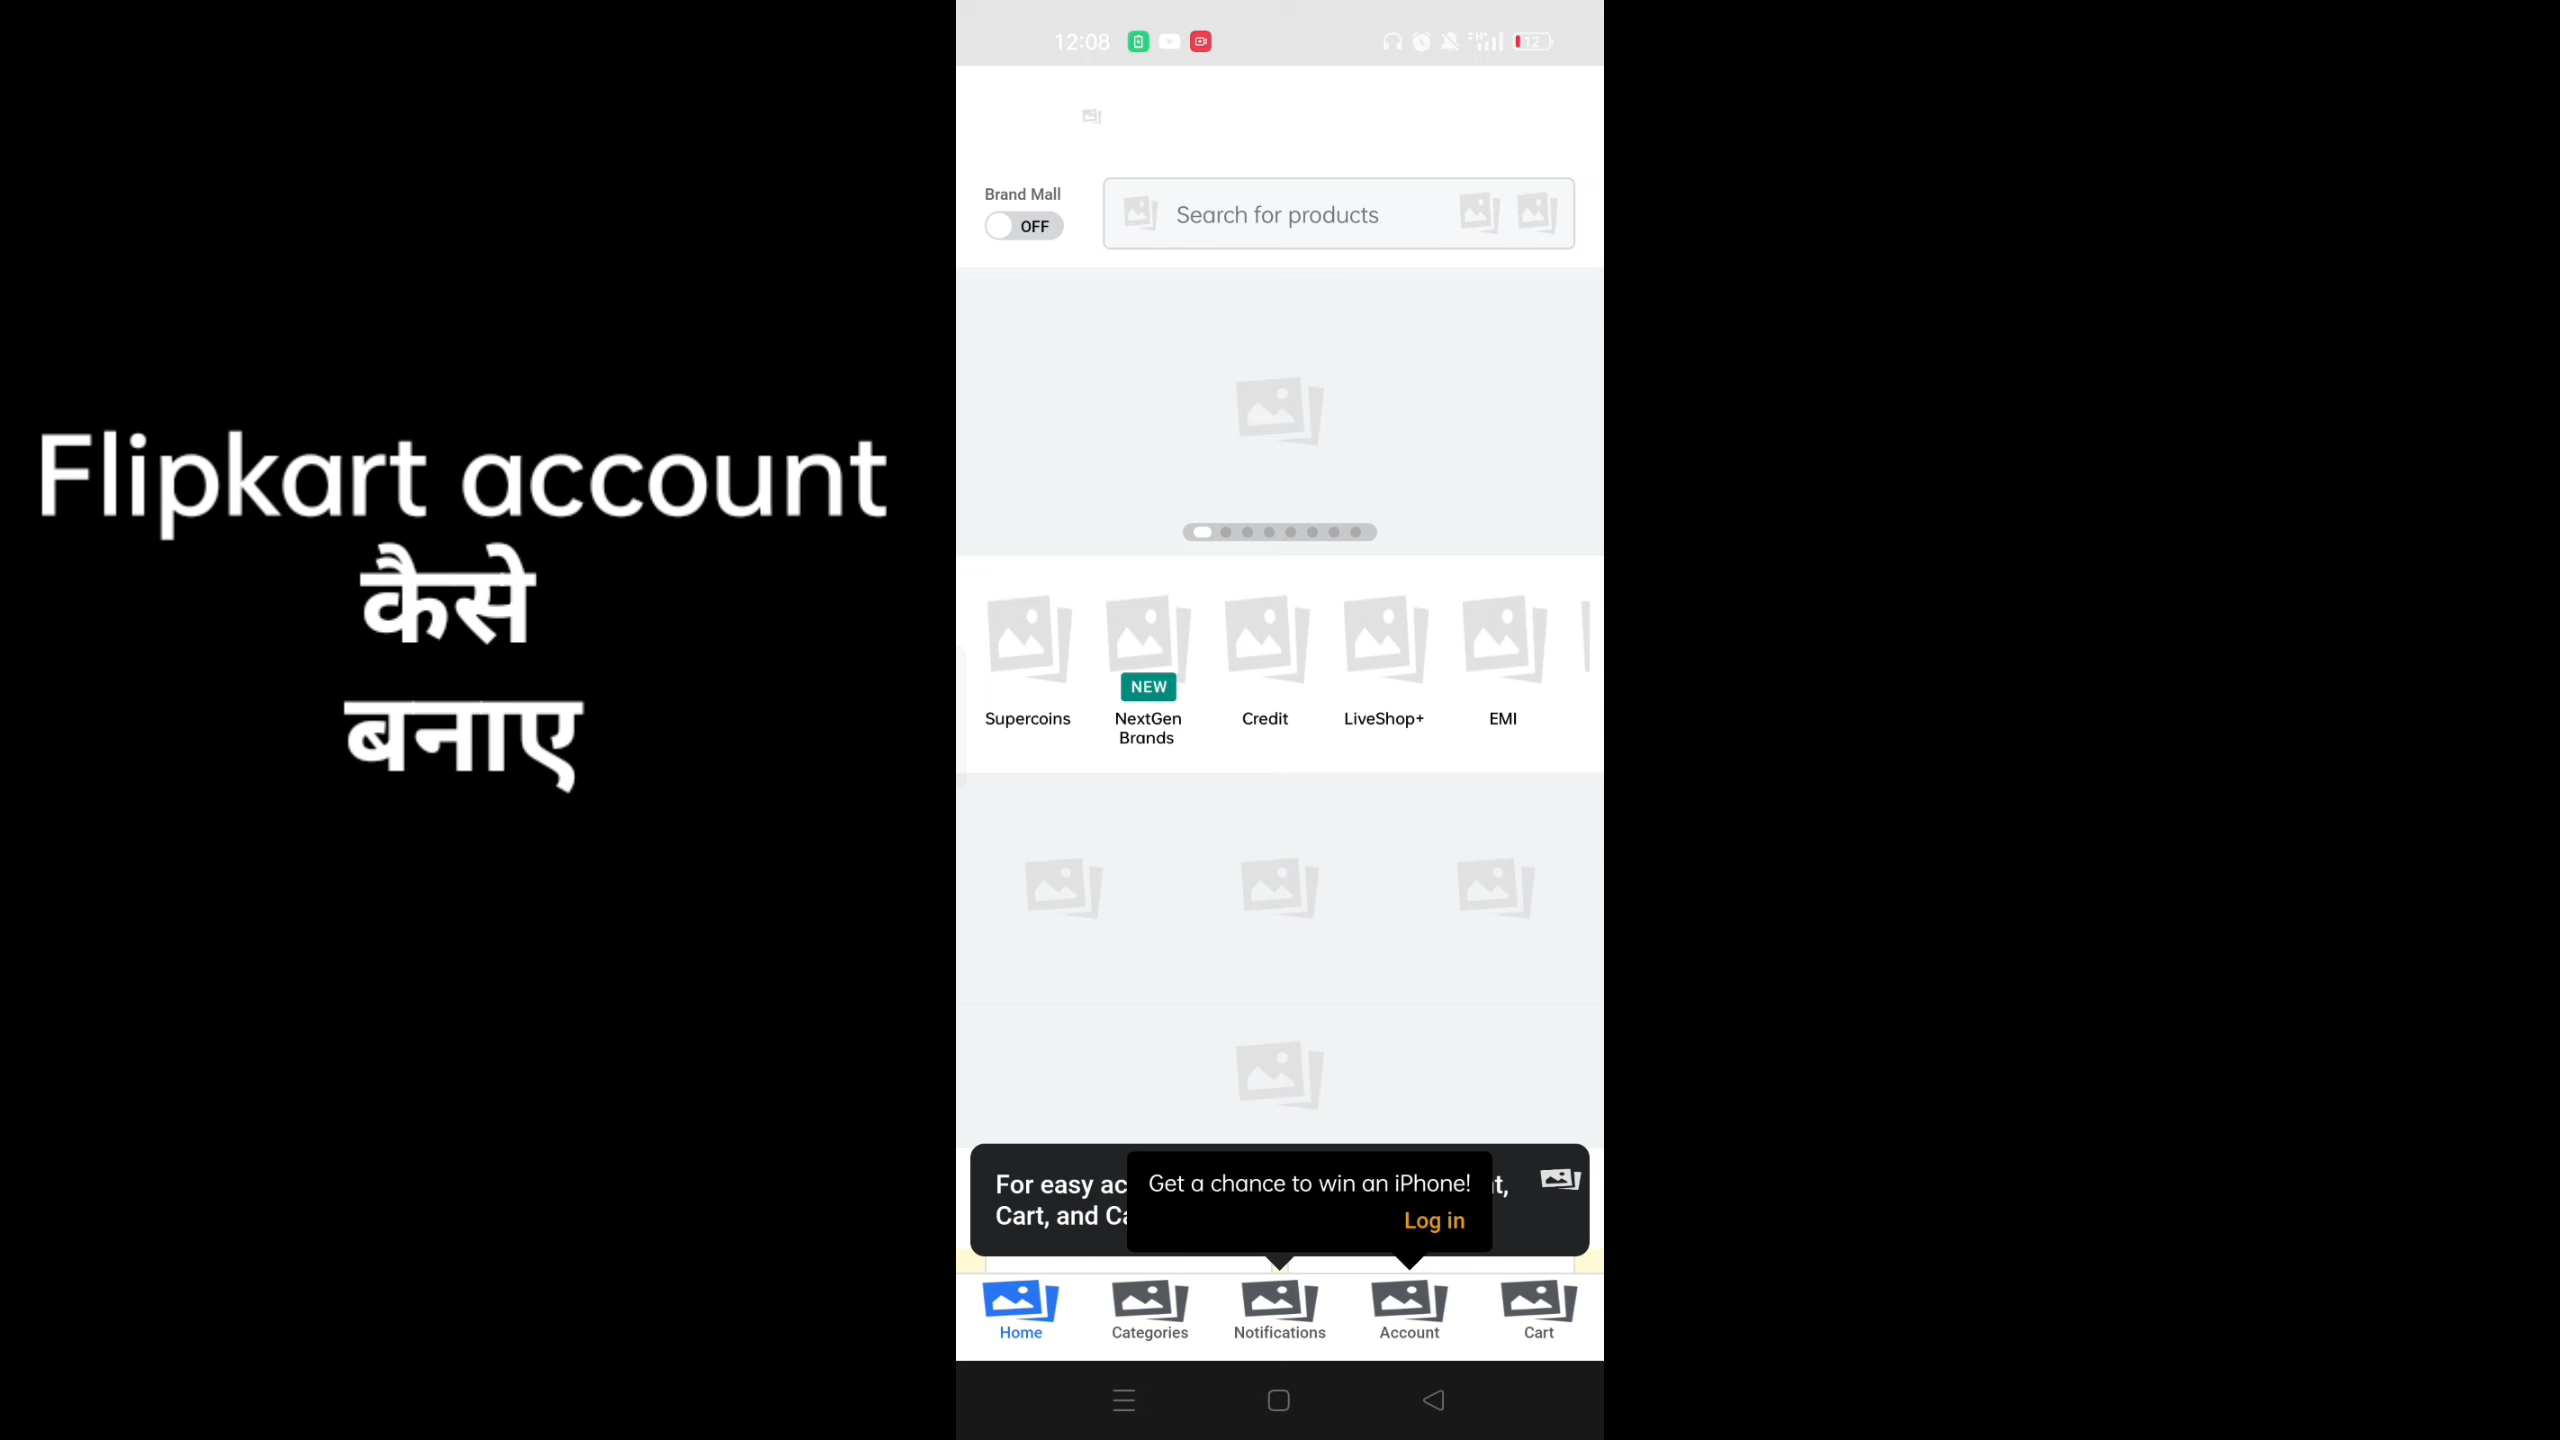 Flipkart account
कैसे
बनाए
12:08
12
Brand Mall
OFF
Search for products
NEW
Supercoins
NextGen
Brands
Credit
LiveShop+
EMI
For easy
Cart, and
Get a chance to win an iPhone!
Log in
Home
Categories
Notifications
Account
Cart